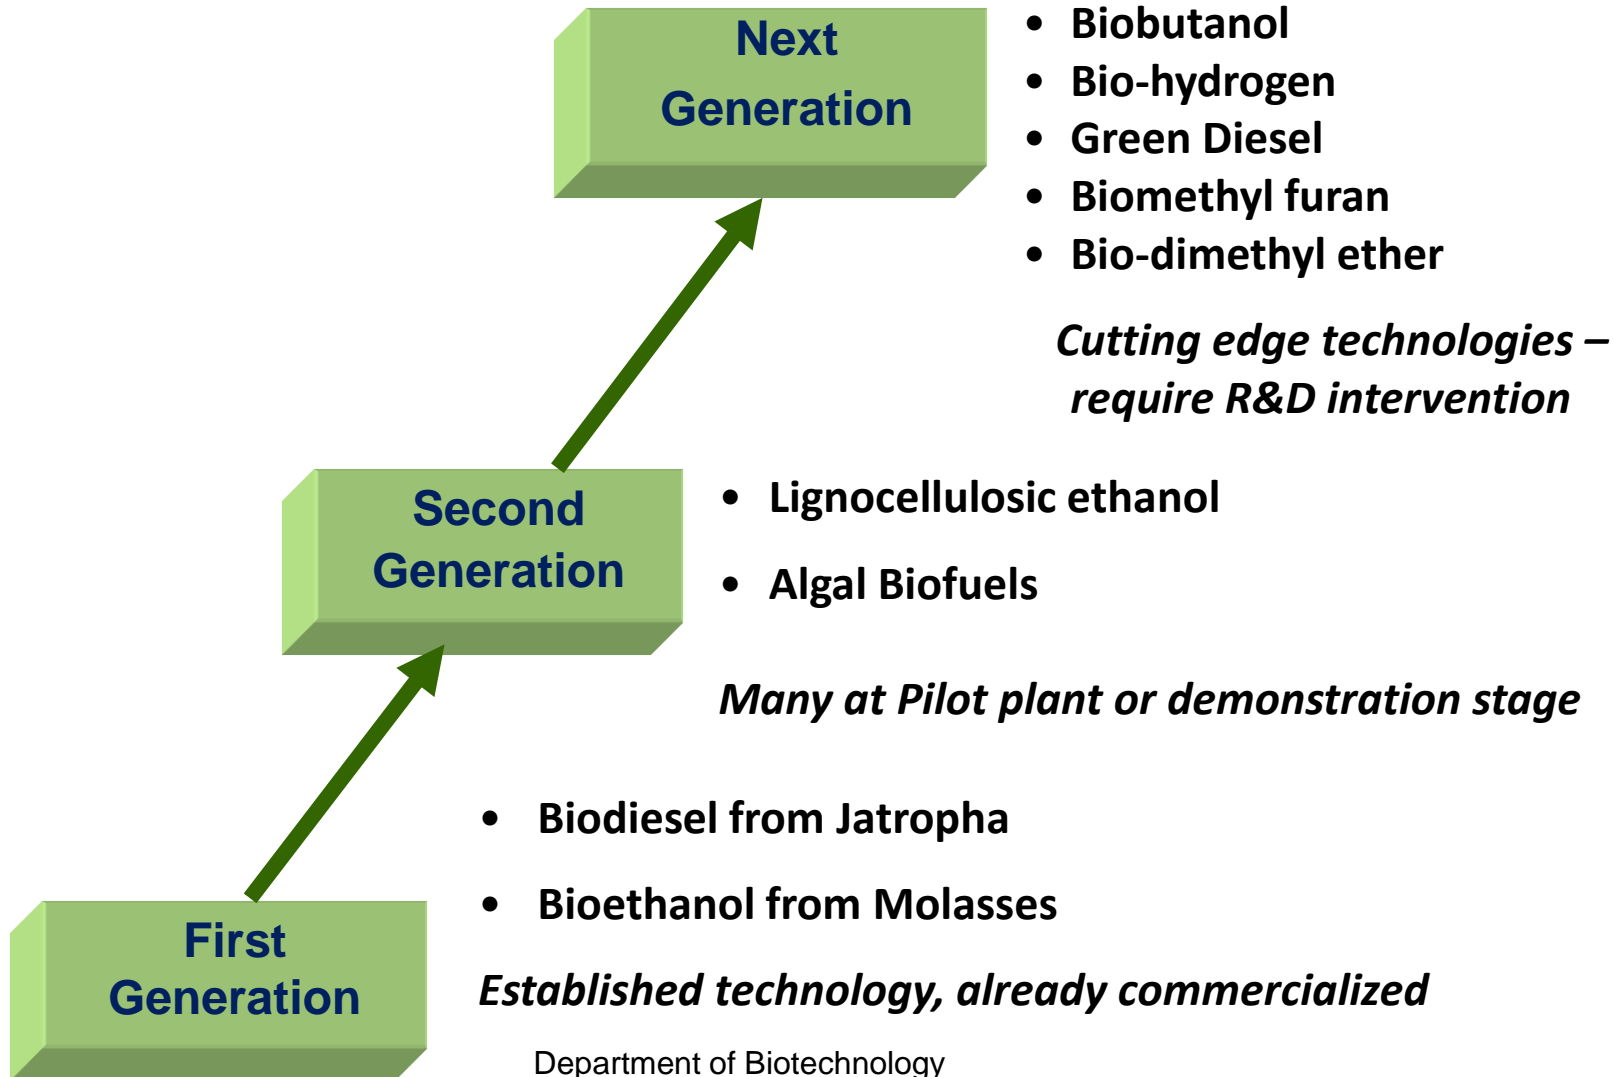 Next
Generation
• Biobutanol
• Bio-hydrogen
• Green Diesel
• Biomethyl furan
• Bio-dimethyl ether
Cutting edge technologies –
require R&D intervention
Second
Generation
• Lignocellulosic ethanol
• Algal Biofuels
Many at Pilot plant or demonstration stage
• Biodiesel from Jatropha
• Bioethanol from Molasses
First
Generation
Established technology, already commercialized
Department of Biotechnology